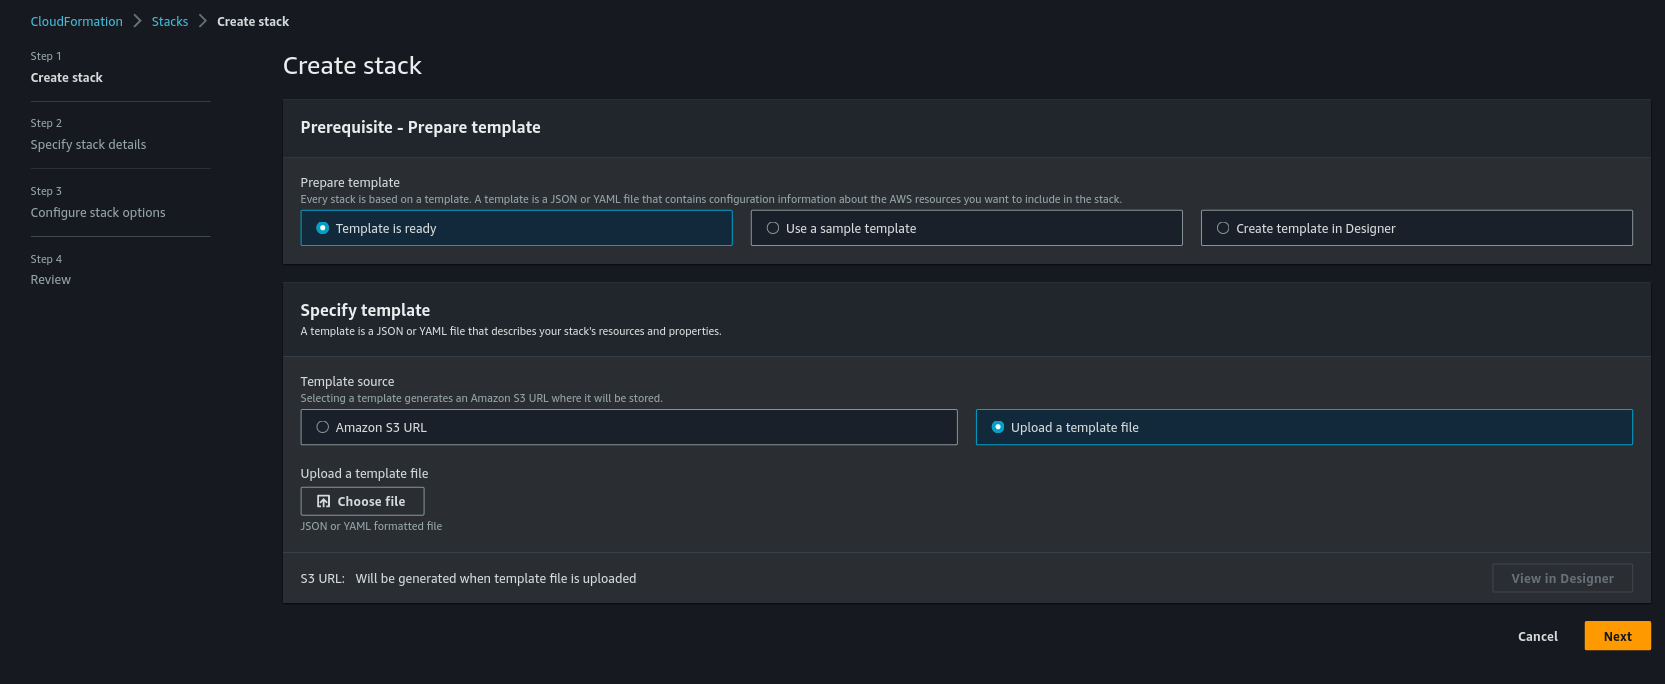 CloudFormation > Stacks > Create stack
Step 1
Create stack
Step 2
Specify stack details
Step 3
Configure stack options
Step 4
Review
Create stack
Prerequisite - Prepare template
Prepare template
Every stack is based on a template. A template is a JSON or YAML file that contains configuration information about the AWS resources you want to include in the stack.
Template is ready
Use a sample template
Create template in Designer
Specify template
A template is a JSON or YAML file that describes your stack's resources and properties.
Template source
Selecting a template generates an Amazon S3 URL where it will be stored.
Amazon S3 URL
Upload a template file
Upload a template file
Choose file
JSON or YAML formatted file
S3 URL: Will be generated when template file is uploaded
View in Designer
Cancel
Next